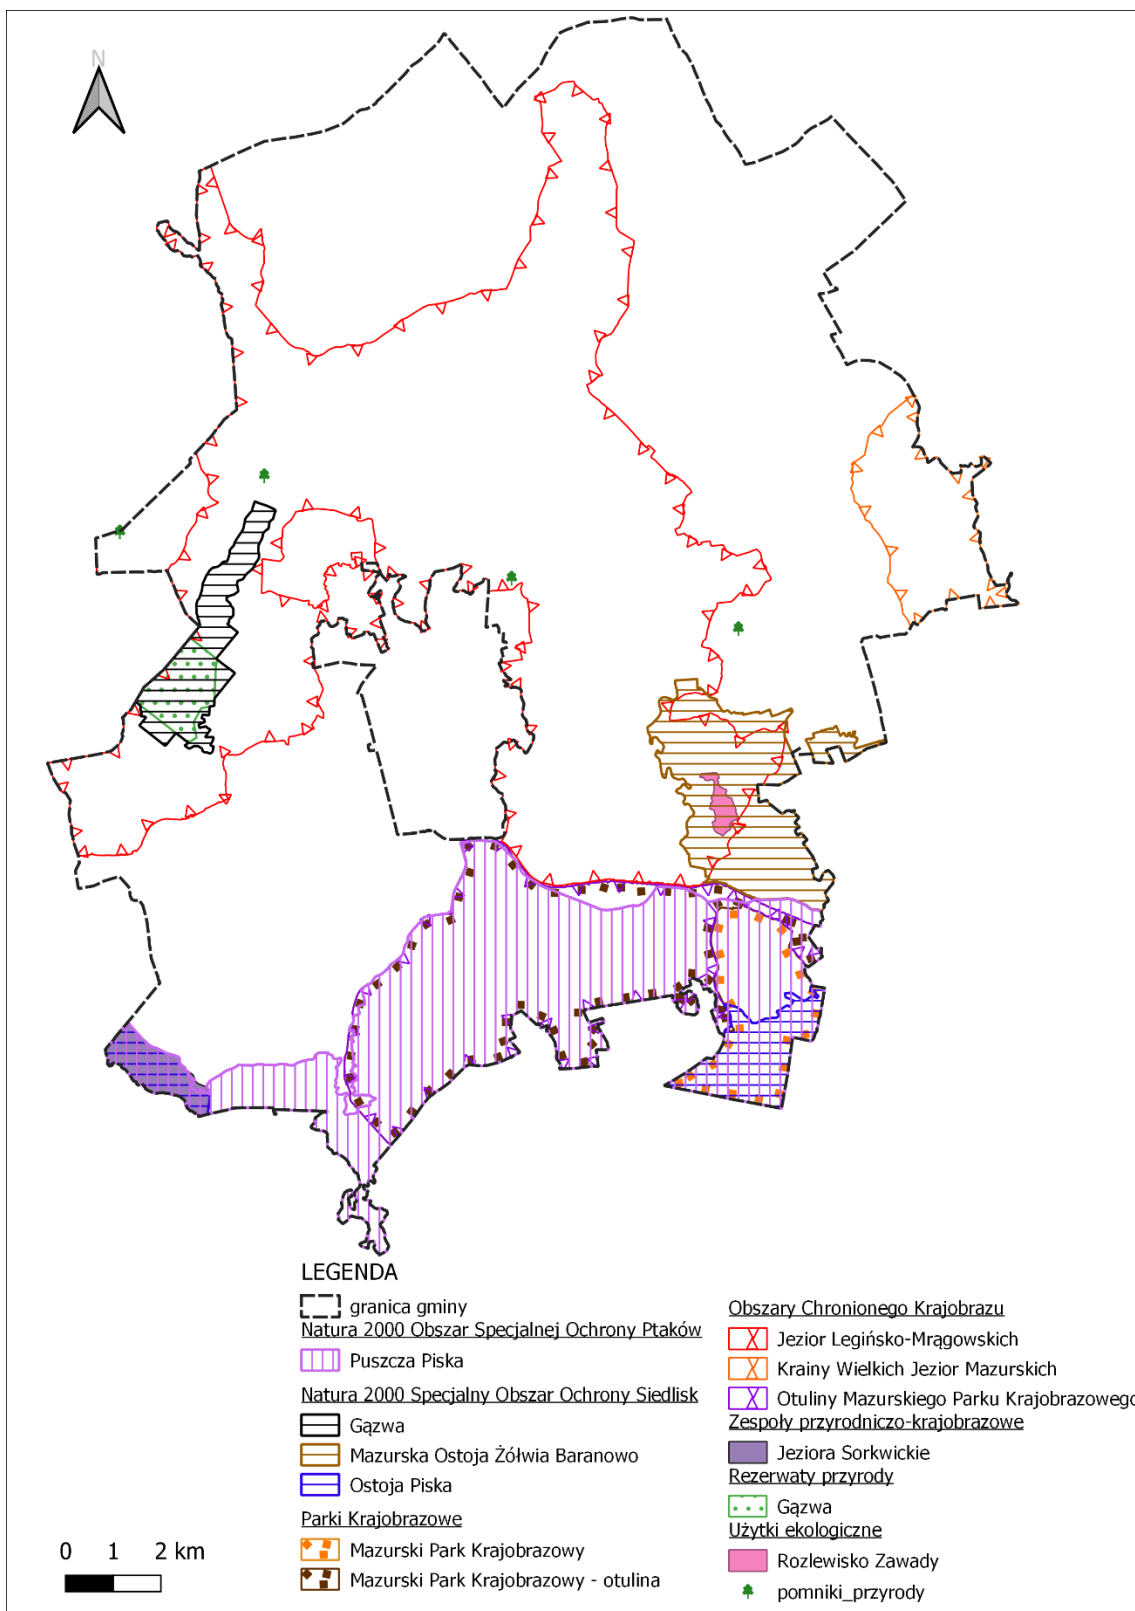 N
LEGENDA
granica gminy
Natura 2000 Obszar Specjalnej Ochrony Ptaków
Puszcza Piska
Natura 2000 Specjalny Obszar Ochrony Siedlisk
Gązwa
Mazurska Ostoja Żółwia Baranowo
Ostoja Piska
Parki Krajobrazowe
Mazurski Park Krajobrazowy
Mazurski Park Krajobrazowy - otulina
Obszary Chronionego Krajobrazu
Jezior Legińsko-Mrągowskich
Krainy Wielkich Jezior Mazurskich
Otuliny Mazurskiego Parku Krajobrazowego
Zespoły przyrodniczo-krajobrazowe
Jeziora Sorkwickie
Rezerwaty przyrody
Gązwa
Użytki ekologiczne
Rozlewisko Zawady
pomniki_przyrody
0 1 2 km